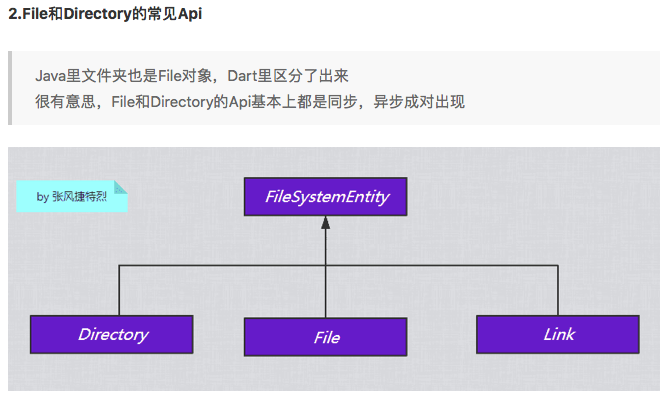 2.File和Directory的常见Api
Java里文件夹也是File对象，Dart里区分了出来
很有意思，File和Directory的Api基本上都是同步，异步成对出现
by 张风捷特烈
FileSystemEntity
Directory
File
Link